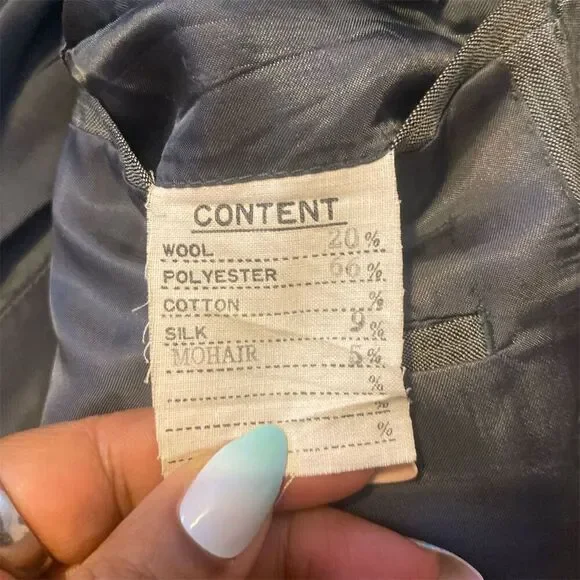 CONTENT
WOOL 20%
POLYESTER 66%
COTTON %
SILK 9%
MOHAIR 5%
%
%
%